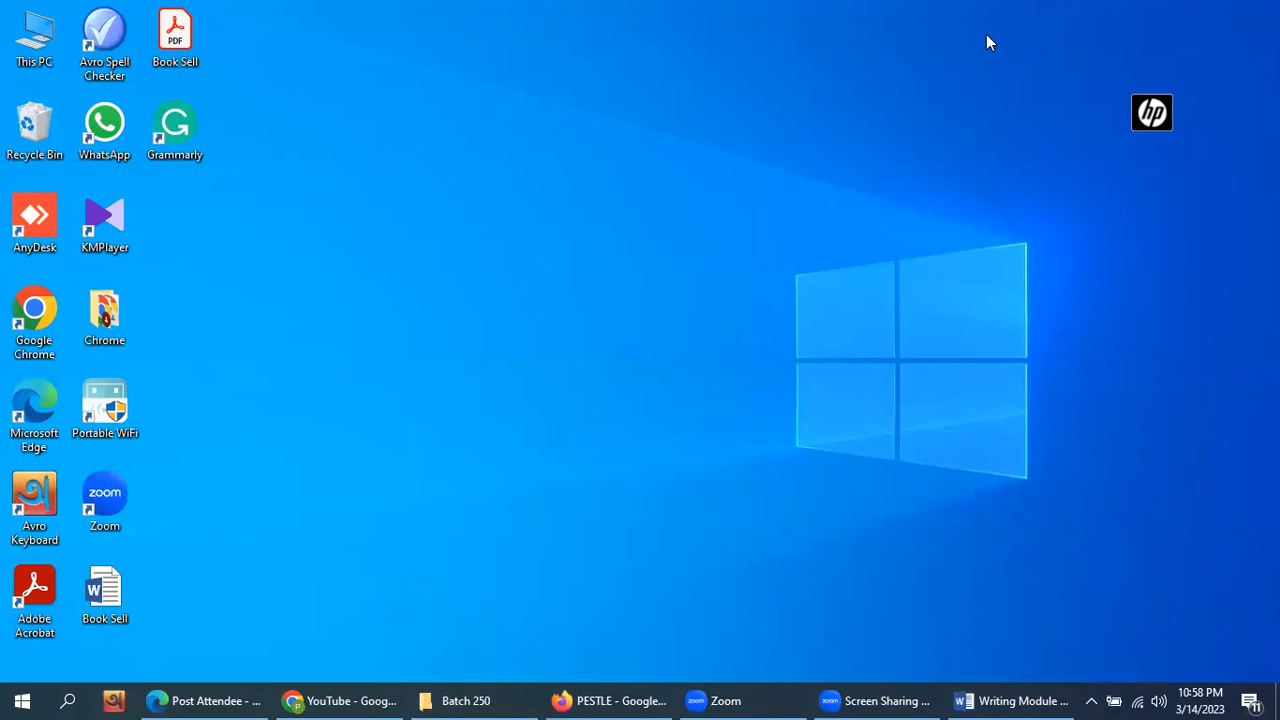 This PC
Avro Spell
Checker
PDF
Book Sell
hp
Recycle Bin
WhatsApp
Grammarly
AnyDesk
KMPlayer
Google
Chrome
Chrome
Microsoft
Edge
Portable WiFi
zoom
Avro
Keyboard
Zoom
Adobe
Acrobat
Book Sell
Post Attendee - ...
YouTube - Goog...
Batch 250
PESTLE - Google...
zoom
Zoom
zoom
Screen Sharing ...
Writing Module ...
10:58 PM
3/14/2023
11